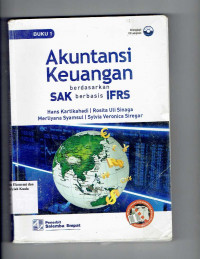 BUKU 1
Akuntansi
Keuangan
berdasarkan
SAK berbasis IFRS
Hans Kartikahadi | Rosita Uli Sinaga
Merliyana Syamsul | Sylvia Veronica Siregar
Penerbit
Salemba Empat